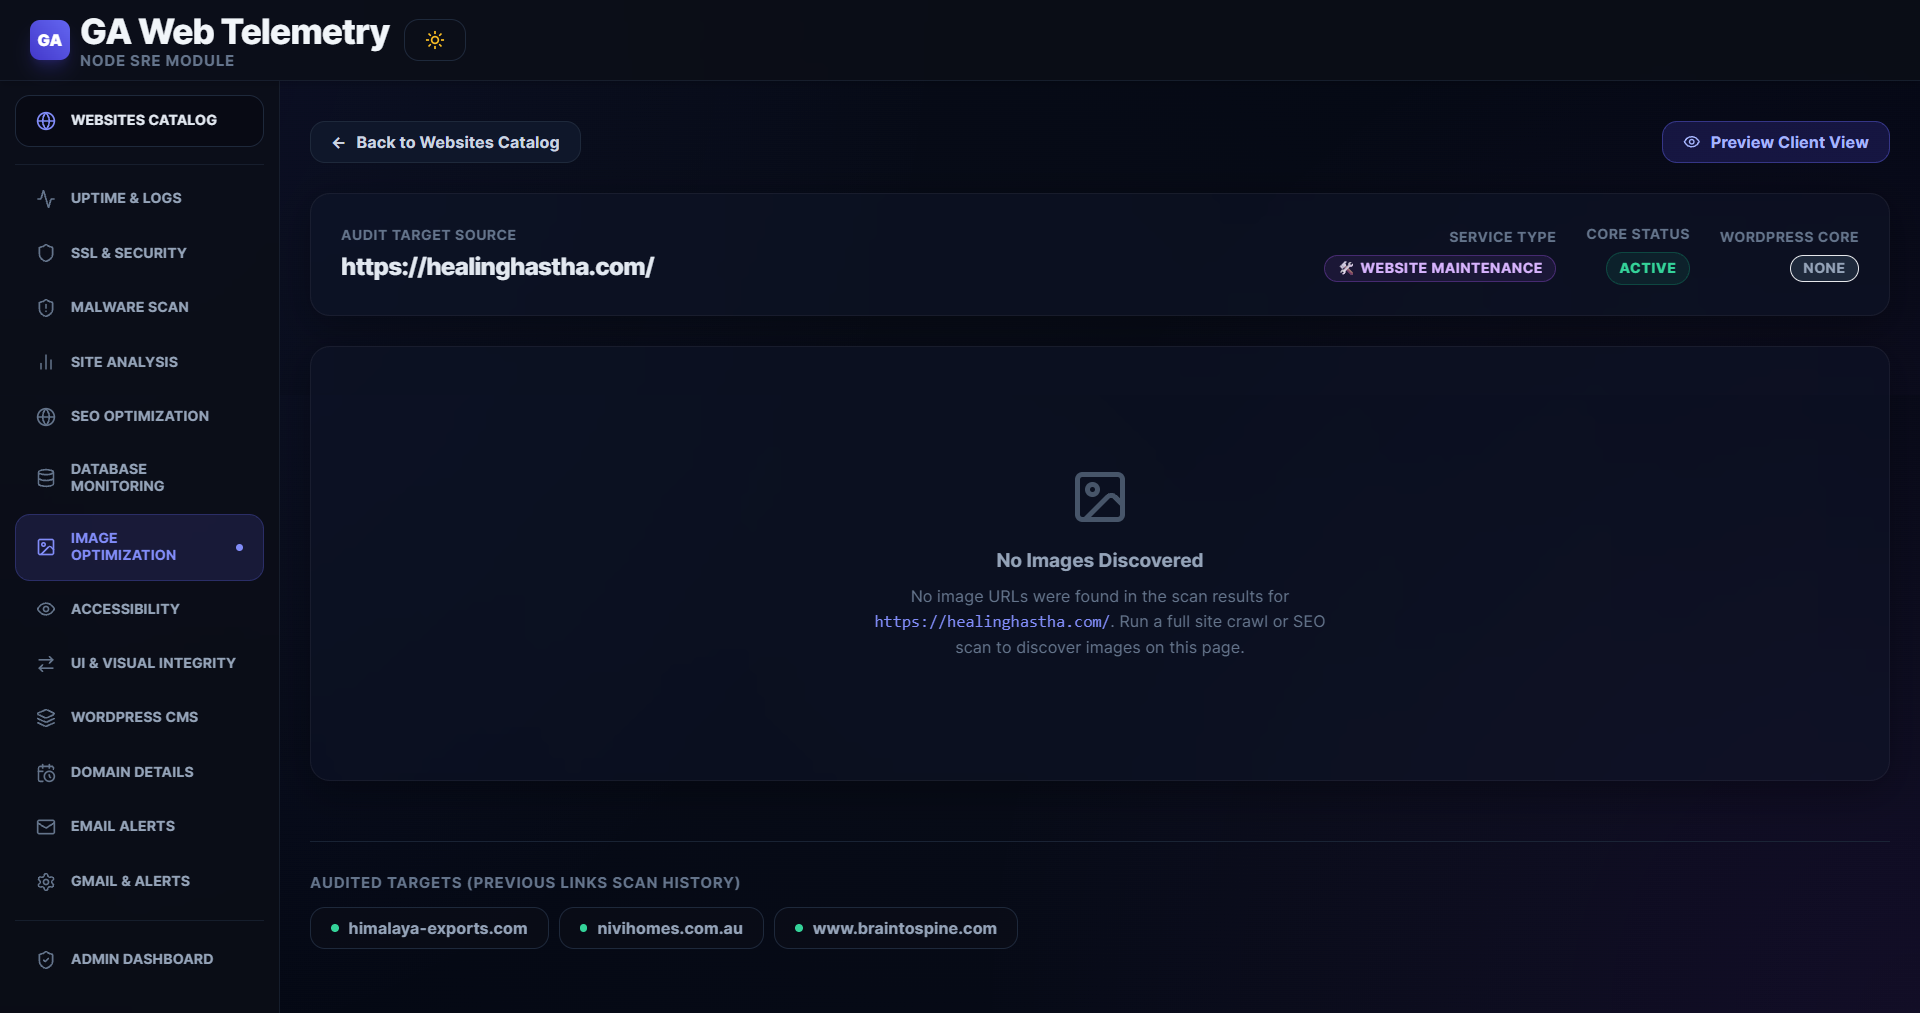 GA
GA Web Telemetry
NODE SRE MODULE
WEBSITES CATALOG
UPTIME & LOGS
SSL & SECURITY
MALWARE SCAN
SITE ANALYSIS
SEO OPTIMIZATION
DATABASE
MONITORING
IMAGE
OPTIMIZATION
ACCESSIBILITY
UI & VISUAL INTEGRITY
WORDPRESS CMS
DOMAIN DETAILS
EMAIL ALERTS
GMAIL & ALERTS
ADMIN DASHBOARD
← Back to Websites Catalog
Preview Client View
AUDIT TARGET SOURCE
https://healinghastha.com/
SERVICE TYPE
🛠 WEBSITE MAINTENANCE
CORE STATUS
ACTIVE
WORDPRESS CORE
NONE
No Images Discovered
No image URLs were found in the scan results for
https://healinghastha.com/. Run a full site crawl or SEO
scan to discover images on this page.
AUDITED TARGETS (PREVIOUS LINKS SCAN HISTORY)
himalaya-exports.com
nivihomes.com.au
www.braintospine.com